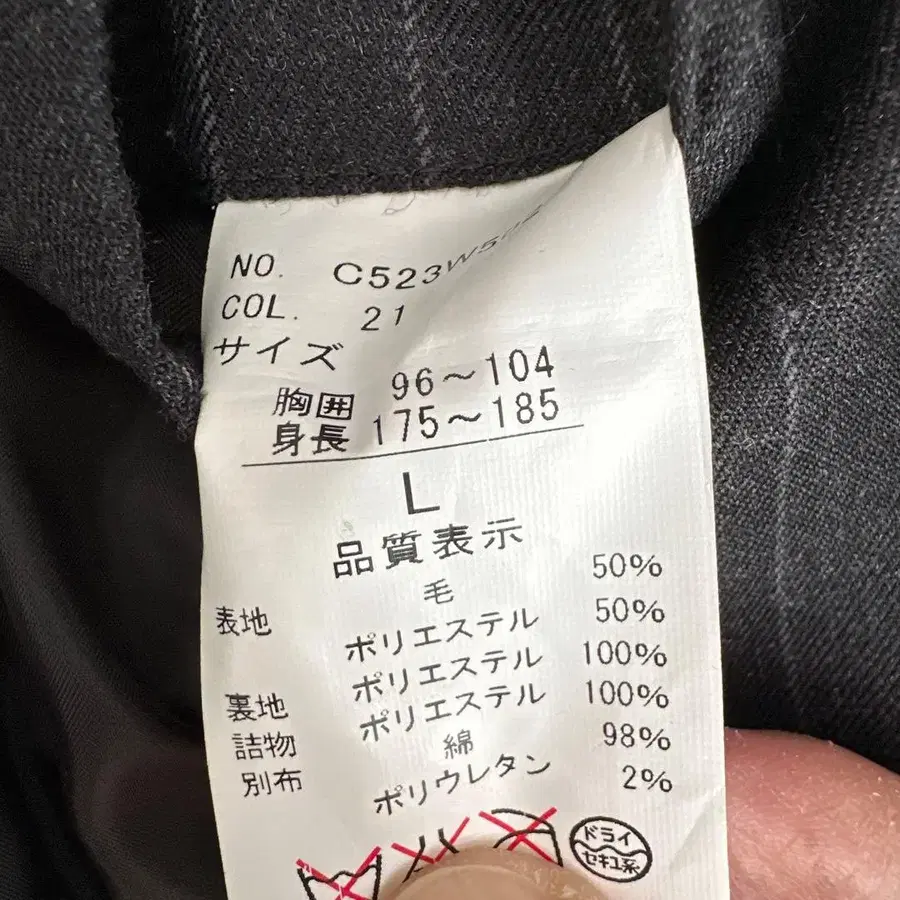 NO. C523W
COL. 21
サイズ
胸囲 96～104
身長 175～185
L
品質表示
表地 毛 50%
ポリエステル 50%
裏地 ポリエステル 100%
詰物 ポリエステル 100%
別布 綿 98%
ポリウレタン 2%
ドライ
セキユ系